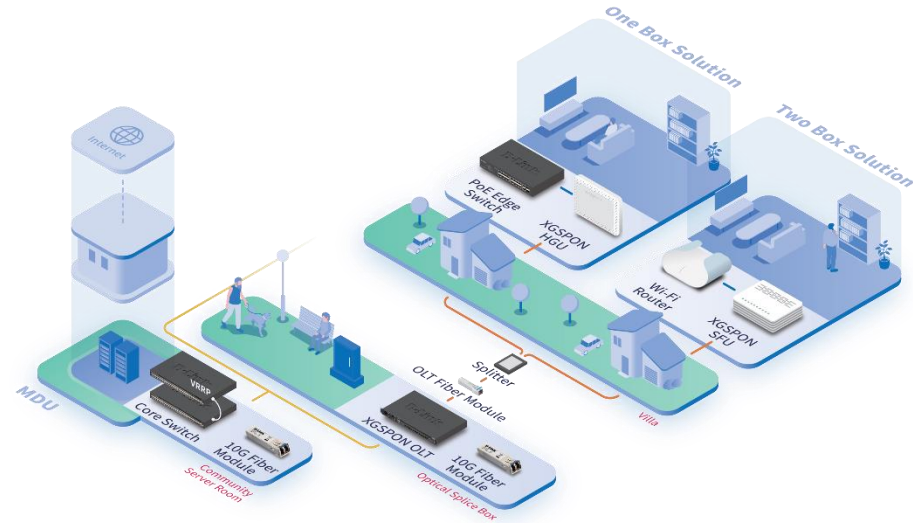 One Box Solution
Two Box Solution
Internet
PoE Edge
Switch
XGSPON
HGU
Wi-Fi
Router
XGSPON
SFU
Splitter
OLT Fiber Module
Villa
MDU
VRRP
Core Switch
10G Fiber
Module
Community
Server Room
XGSPON OLT
10G Fiber
Module
Optical Splice Box